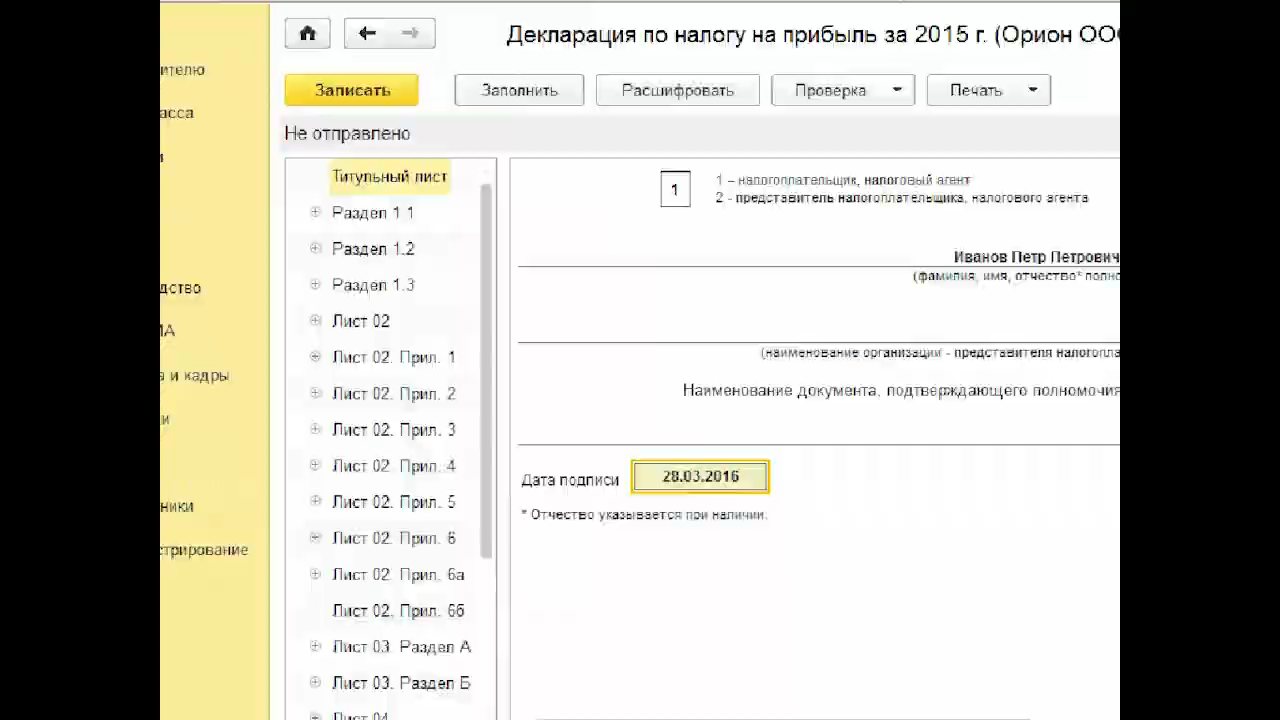 Декларация по налогу на прибыль за 2015 г. (Орион ООО
Записать Заполнить Расшифровать Проверка Печать
Не отправлено
ителю
асса
и
дство
МА
а и кадры
и
ники
стрирование
Титульный лист
Раздел 1.1
Раздел 1.2
Раздел 1.3
Лист 02
Лист 02. Прил. 1
Лист 02. Прил. 2
Лист 02. Прил. 3
Лист 02. Прил. 4
Лист 02. Прил. 5
Лист 02. Прил. 6
Лист 02. Прил. 6а
Лист 02. Прил. 6б
Лист 03. Раздел А
Лист 03. Раздел Б
Лист 04
1
1 – налогоплательщик, налоговый агент
2 - представитель налогоплательщика, налогового агента
Иванов Петр Петрович
(фамилия, имя, отчество* полно
(наименование организации - представителя налогопла
Наименование документа, подтверждающего полномочия
Дата подписи 28.03.2016
* Отчество указывается при наличии.